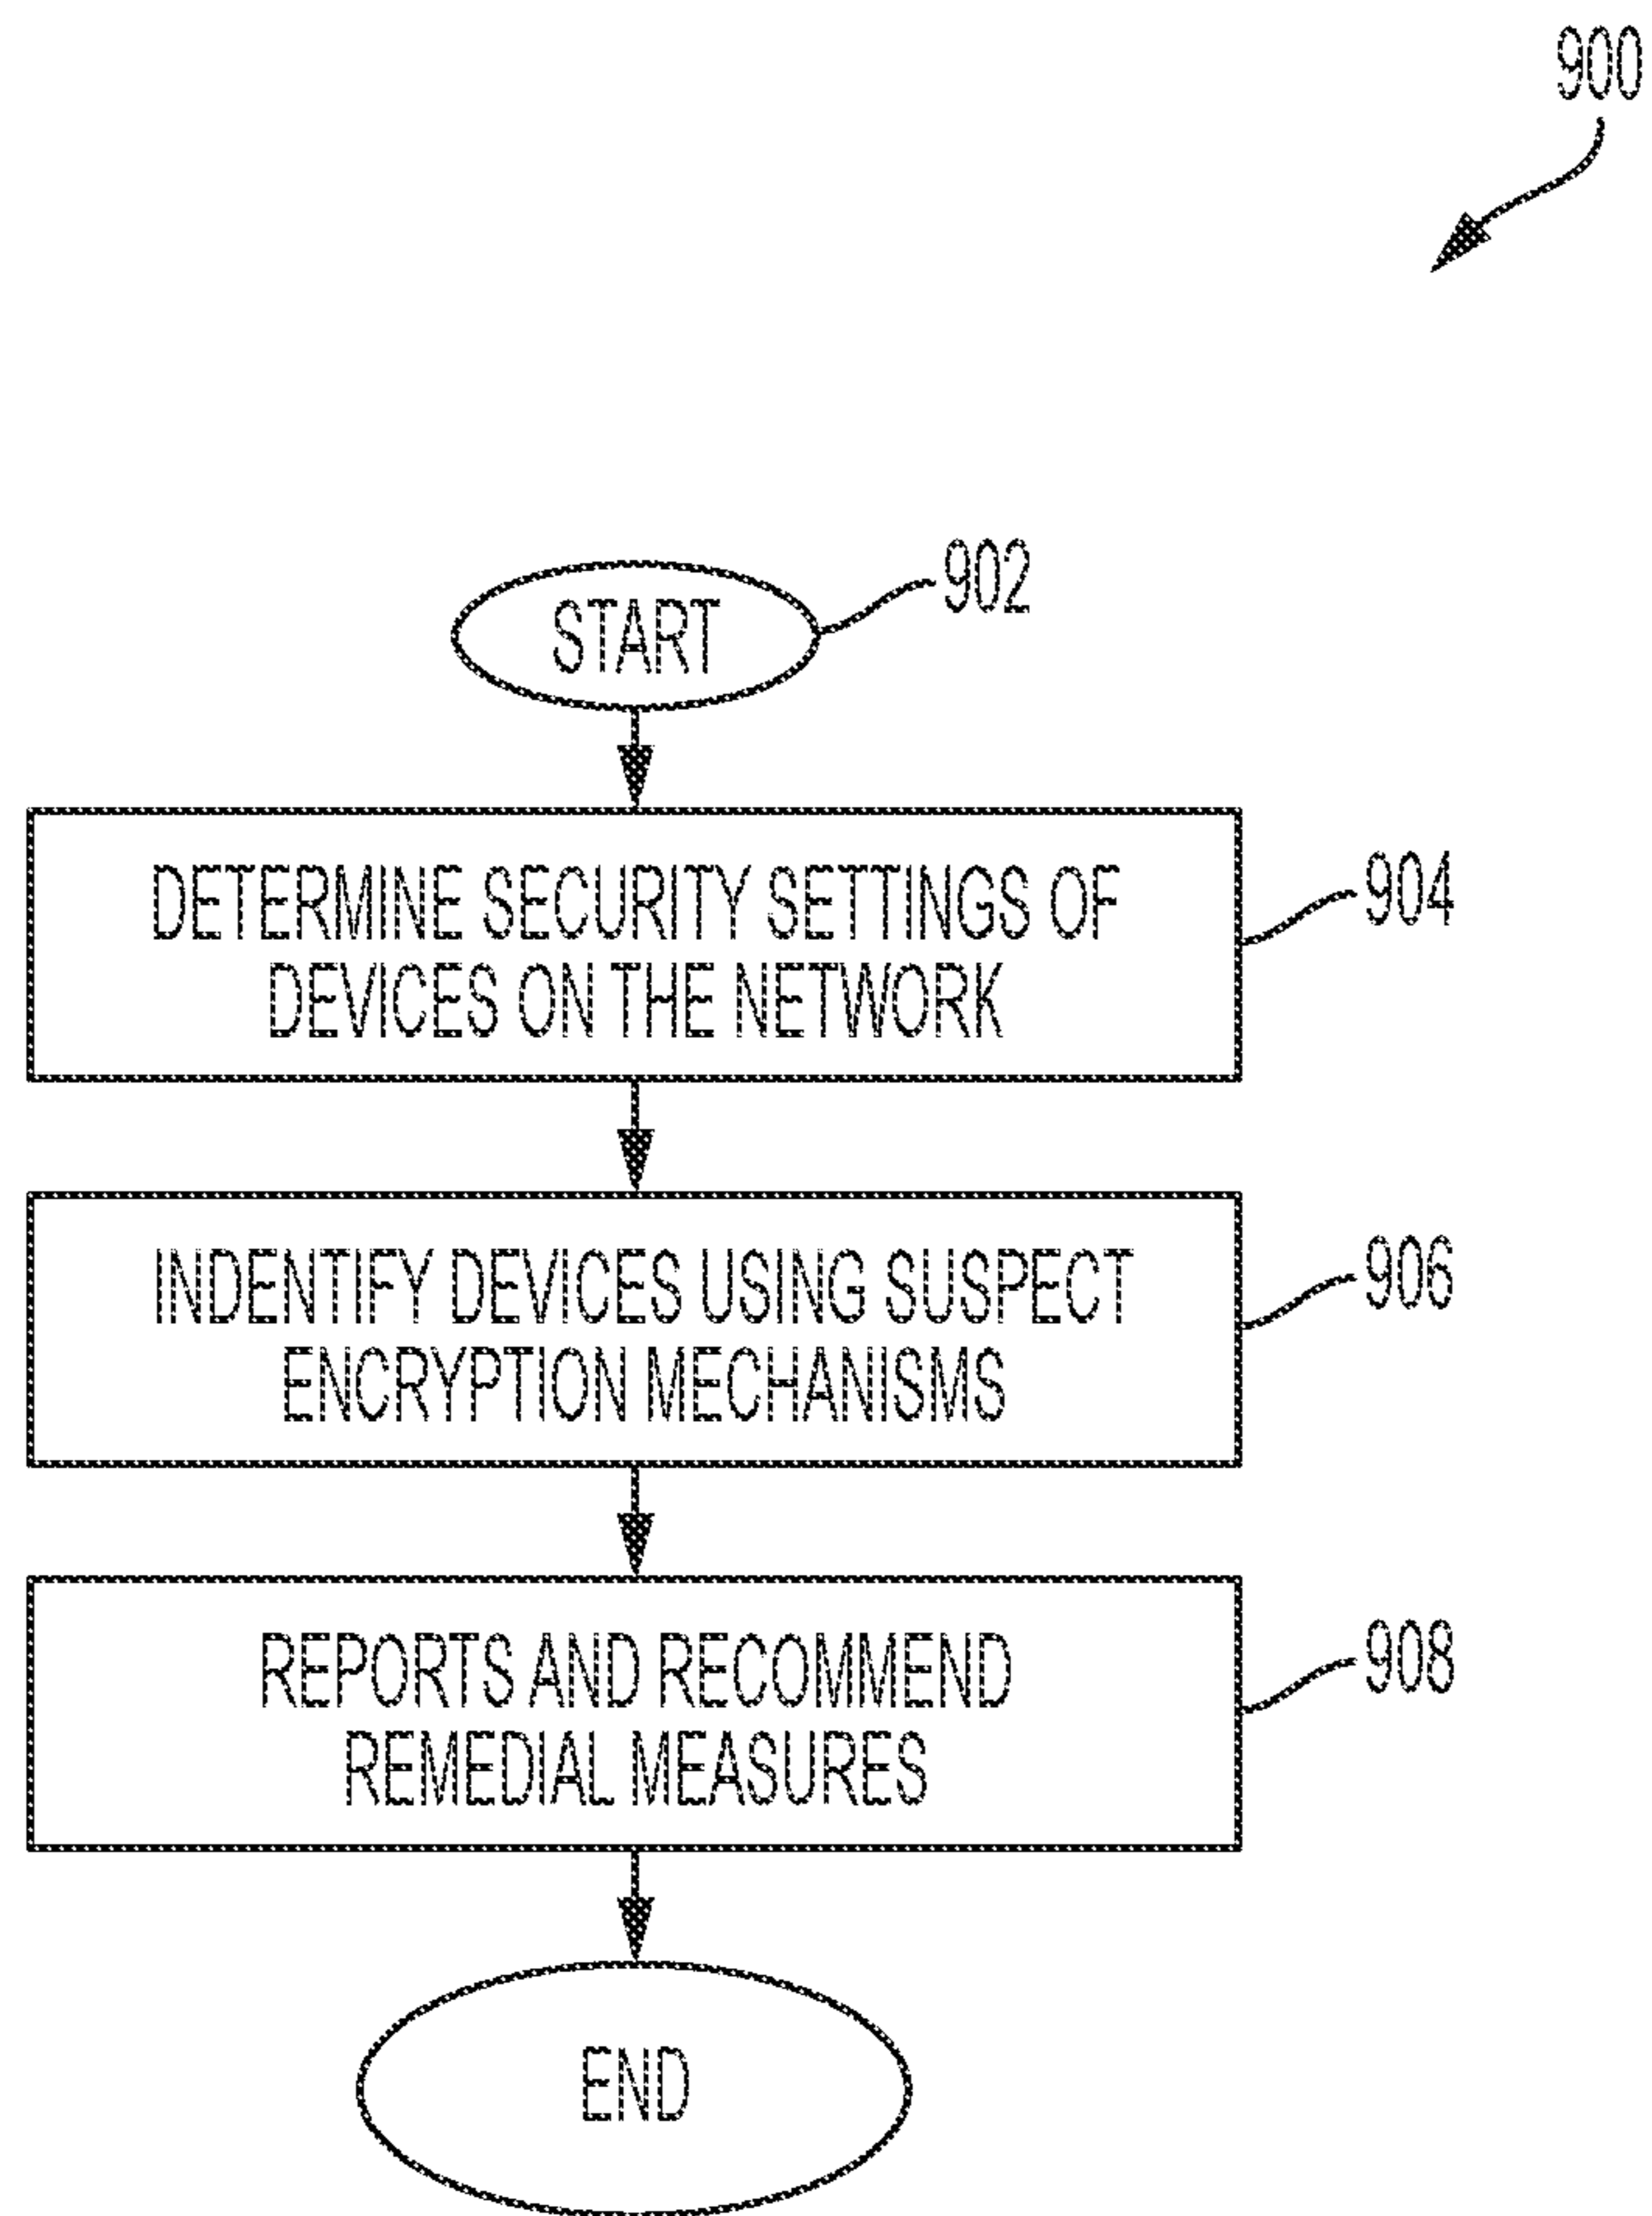 900
START
902
DETERMINE SECURITY SETTINGS OF
DEVICES ON THE NETWORK
904
INDENTIFY DEVICES USING SUSPECT
ENCRYPTION MECHANISMS
906
REPORTS AND RECOMMEND
REMEDIAL MEASURES
908
END